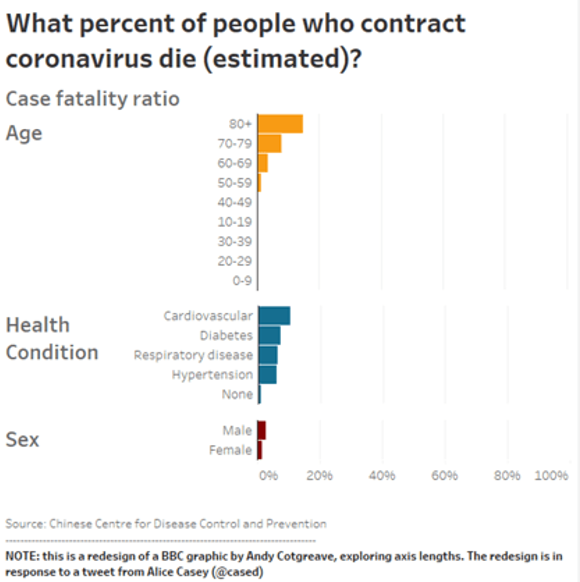 What percent of people who contract
coronavirus die (estimated)?
Case fatality ratio
Age
80+
70-79
60-69
50-59
40-49
10-19
30-39
20-29
0-9
Health
Condition
Cardiovascular
Diabetes
Respiratory disease
Hypertension
None
Sex
Male
Female
0% 20% 40% 60% 80% 100%
Source: Chinese Centre for Disease Control and Prevention
NOTE: this is a redesign of a BBC graphic by Andy Cotgreave, exploring axis lengths. The redesign is in
response to a tweet from Alice Casey (@cased)